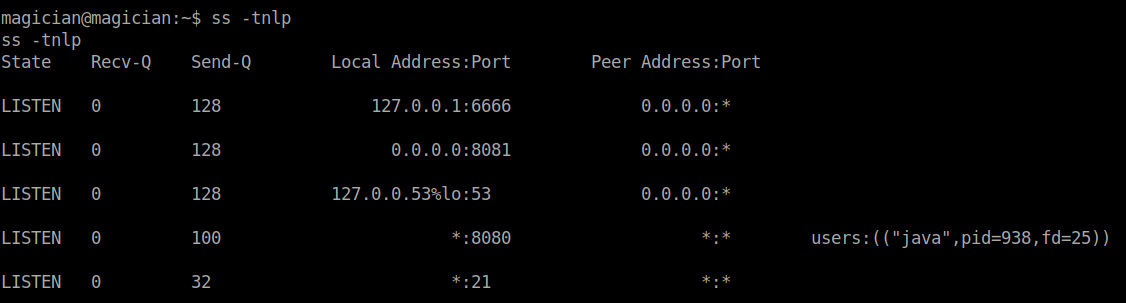 magician@magician:~$ ss -tnlp
ss -tnlp
State Recv-Q Send-Q Local Address:Port Peer Address:Port
LISTEN 0 128 127.0.0.1:6666 0.0.0.0:*
LISTEN 0 128 0.0.0.0:8081 0.0.0.0:*
LISTEN 0 128 127.0.0.53%lo:53 0.0.0.0:*
LISTEN 0 100 *:8080 *:* users:(("java",pid=938,fd=25))
LISTEN 0 32 *:21 *:*